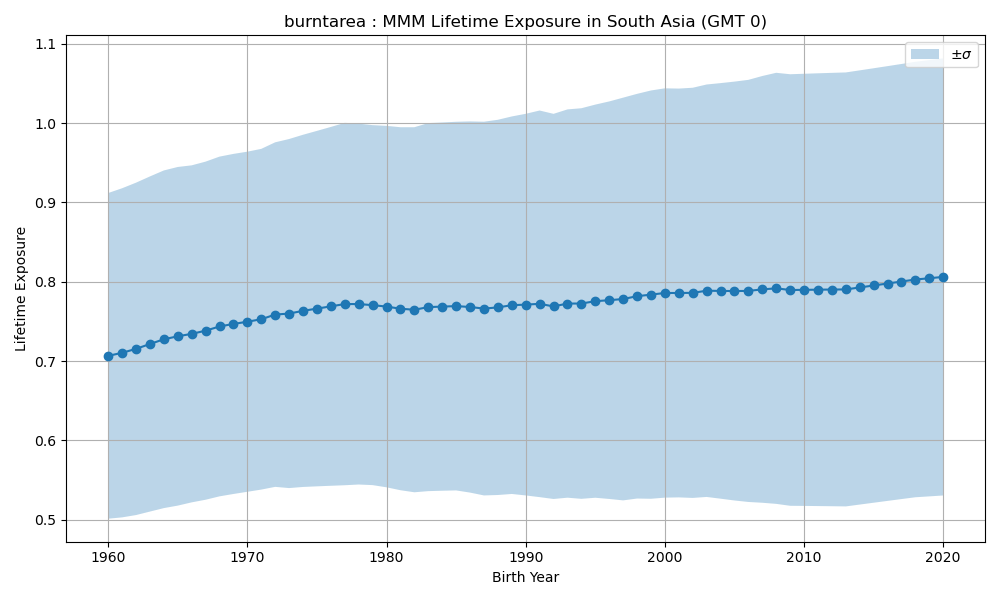 burntarea : MMM Lifetime Exposure in South Asia (GMT 0)
±σ
Lifetime Exposure
1.1
1.0
0.9
0.8
0.7
0.6
0.5
1960 1970 1980 1990 2000 2010 2020
Birth Year